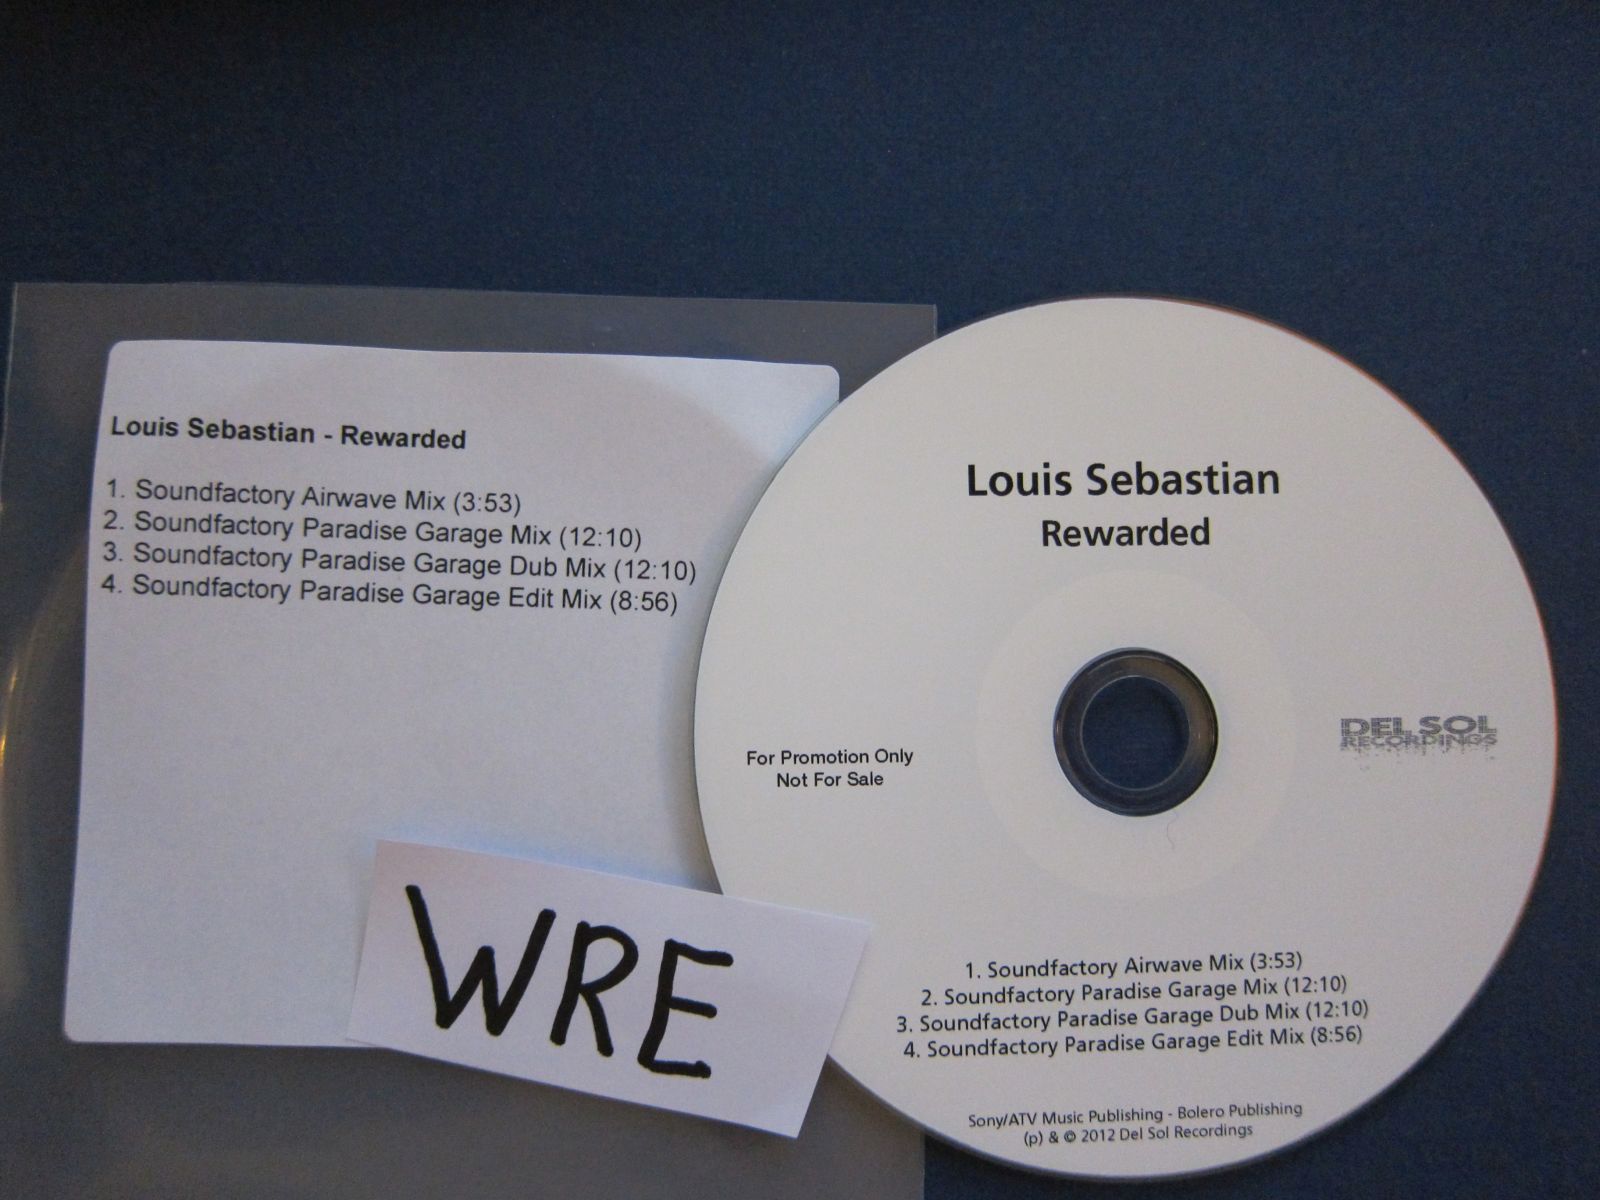 Louis Sebastian - Rewarded
1. Soundfactory Airwave Mix (3:53)
2. Soundfactory Paradise Garage Mix (12:10)
3. Soundfactory Paradise Garage Dub Mix (12:10)
4. Soundfactory Paradise Garage Edit Mix (8:56)
WRE
Louis Sebastian
Rewarded
For Promotion Only
Not For Sale
DEL SOL
RECORDINGS
1. Soundfactory Airwave Mix (3:53)
2. Soundfactory Paradise Garage Mix (12:10)
3. Soundfactory Paradise Garage Dub Mix (12:10)
4. Soundfactory Paradise Garage Edit Mix (8:56)
Sony/ATV Music Publishing - Bolero Publishing
(p) & © 2012 Del Sol Recordings